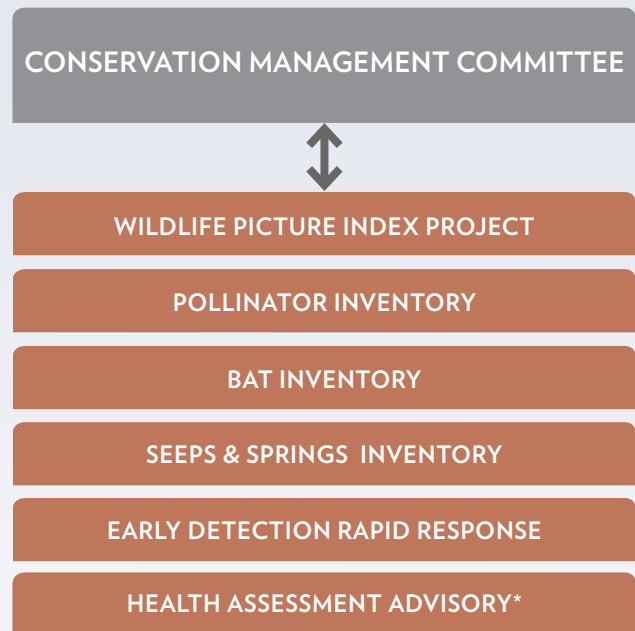 CONSERVATION MANAGEMENT COMMITTEE
WILDLIFE PICTURE INDEX PROJECT
POLLINATOR INVENTORY
BAT INVENTORY
SEEPS & SPRINGS INVENTORY
EARLY DETECTION RAPID RESPONSE
HEALTH ASSESSMENT ADVISORY*